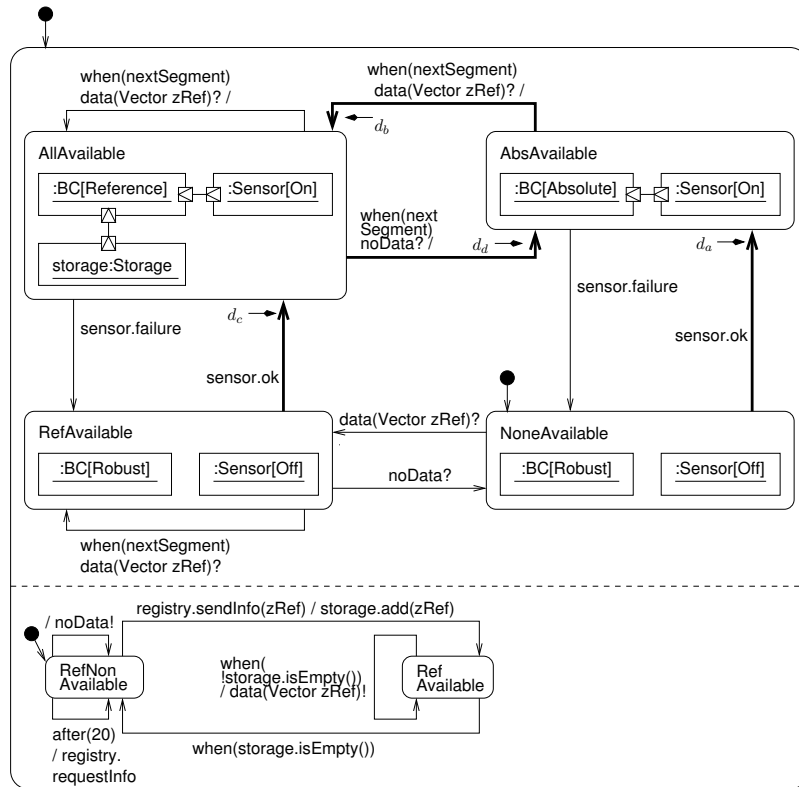 when(nextSegment)
data(Vector zRef)? /
when(nextSegment)
data(Vector zRef)? /
d_b
AllAvailable
:BC[Reference]
:Sensor[On]
storage:Storage
when(next
Segment)
noData? /
d_d
AbsAvailable
:BC[Absolute]
:Sensor[On]
d_a
sensor.failure
d_c
sensor.ok
sensor.failure
sensor.ok
RefAvailable
:BC[Robust]
:Sensor[Off]
data(Vector zRef)?
noData?
NoneAvailable
:BC[Robust]
:Sensor[Off]
when(nextSegment)
data(Vector zRef)?
/ noData!
registry.sendInfo(zRef) / storage.add(zRef)
RefNon
Available
when(
!storage.isEmpty())
/ data(Vector zRef)!
Ref
Available
after(20)
/ registry.
requestInfo
when(storage.isEmpty())